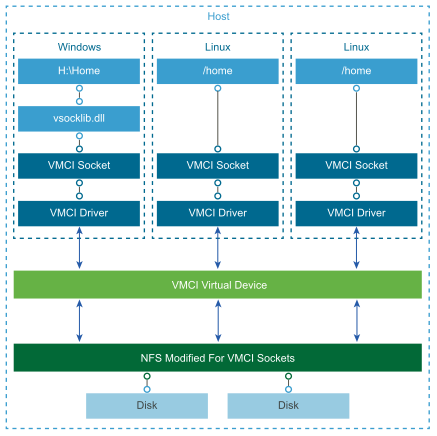 Host
Windows
Linux
Linux
H:\Home
/home
/home
vsocklib.dll
VMCI Socket
VMCI Socket
VMCI Socket
VMCI Driver
VMCI Driver
VMCI Driver
VMCI Virtual Device
NFS Modified For VMCI Sockets
Disk
Disk